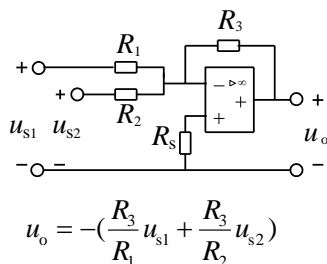 R₃
R₁
+ − ▷∞ +
+ R₂ +
u_s1 u_s2 R_s + u_o
− − −
u_o = −(R₃/R₁ u_s1 + R₃/R₂ u_s2)